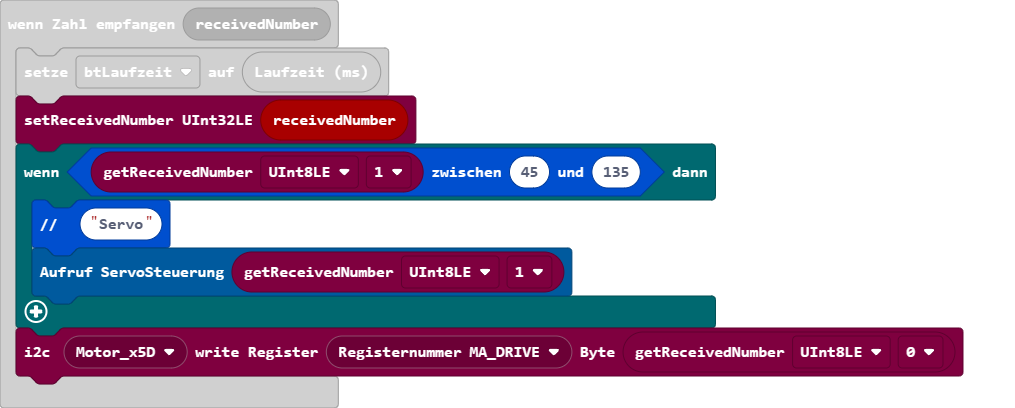 wenn Zahl empfangen receivedNumber
setze btLaufzeit auf Laufzeit (ms)
setReceivedNumber UInt32LE receivedNumber
wenn getReceivedNumber UInt8LE 1 zwischen 45 und 135 dann
// "Servo"
Aufruf ServoSteuerung getReceivedNumber UInt8LE 1
i2c Motor_x5D write Register Registernummer MA_DRIVE Byte getReceivedNumber UInt8LE 0